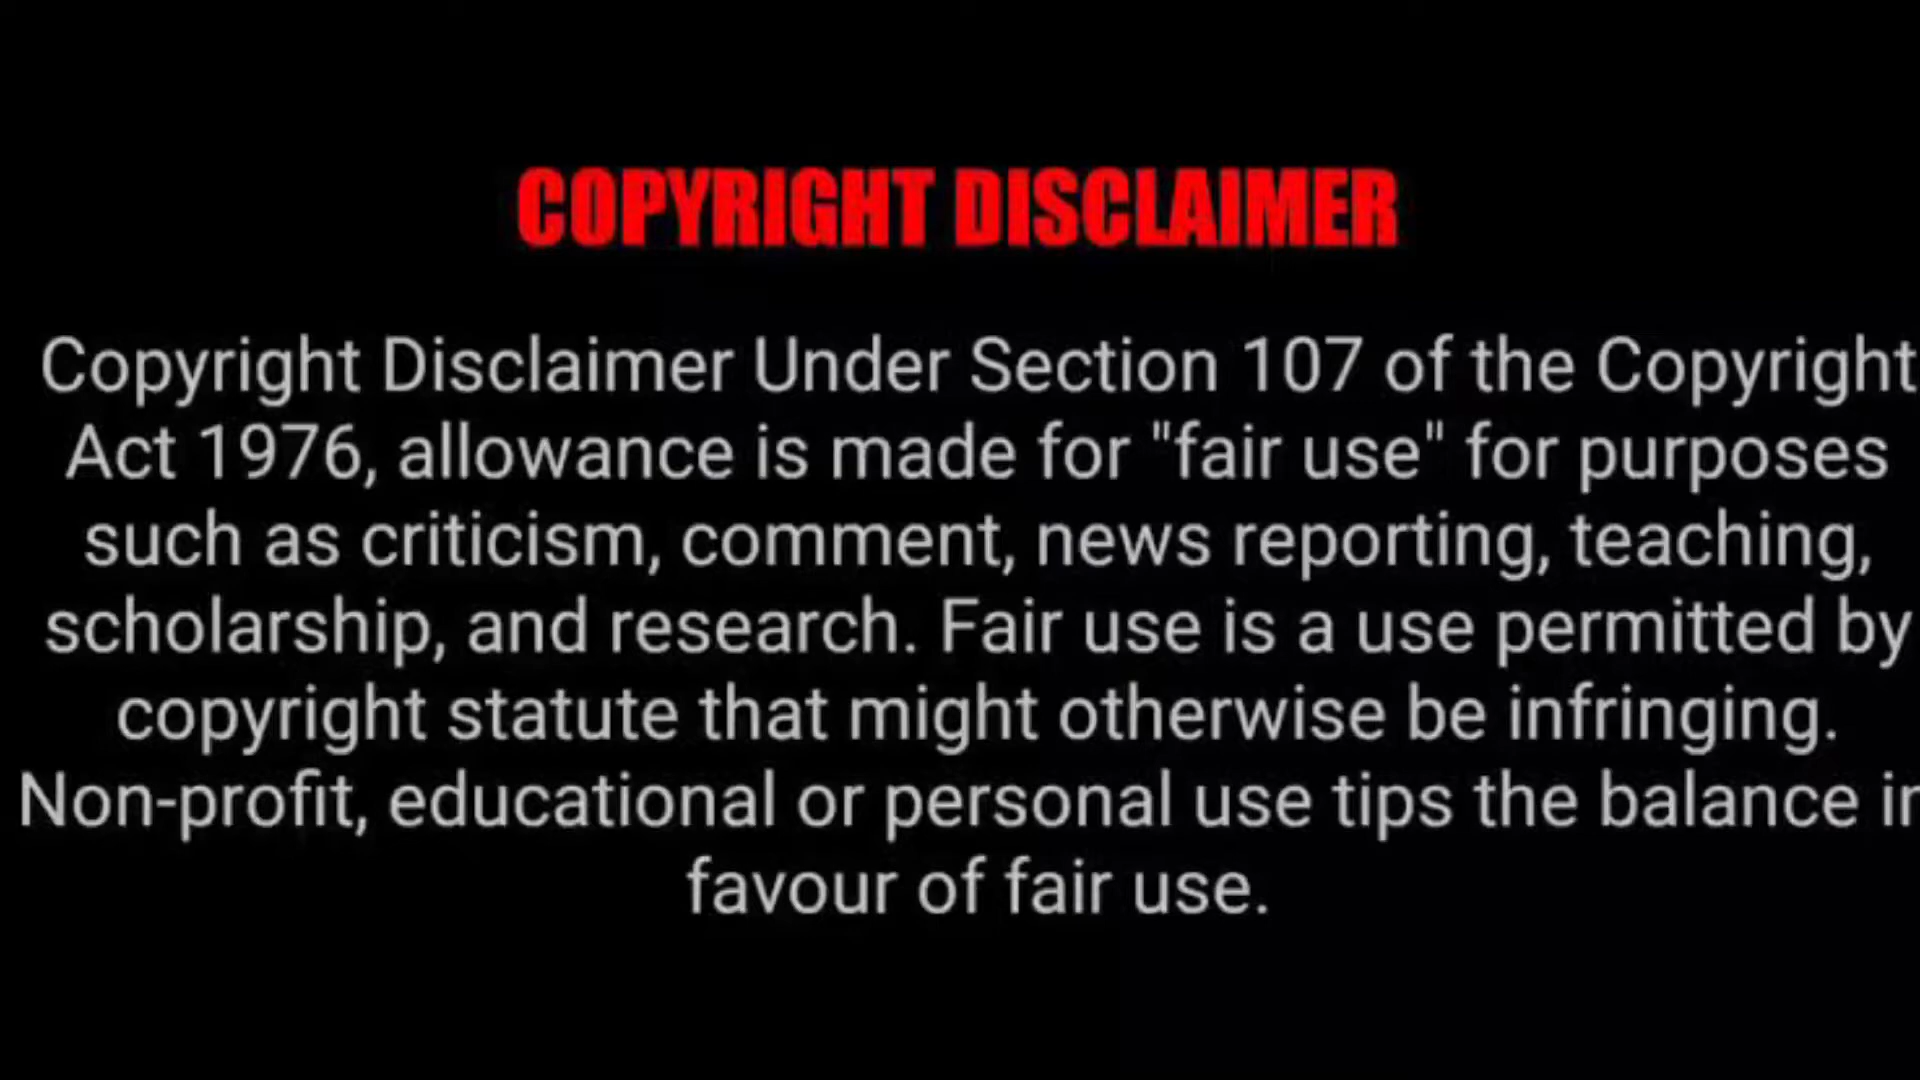 COPYRIGHT DISCLAIMER
Copyright Disclaimer Under Section 107 of the Copyright
Act 1976, allowance is made for "fair use" for purposes
such as criticism, comment, news reporting, teaching,
scholarship, and research. Fair use is a use permitted by
copyright statute that might otherwise be infringing.
Non-profit, educational or personal use tips the balance in
favour of fair use.